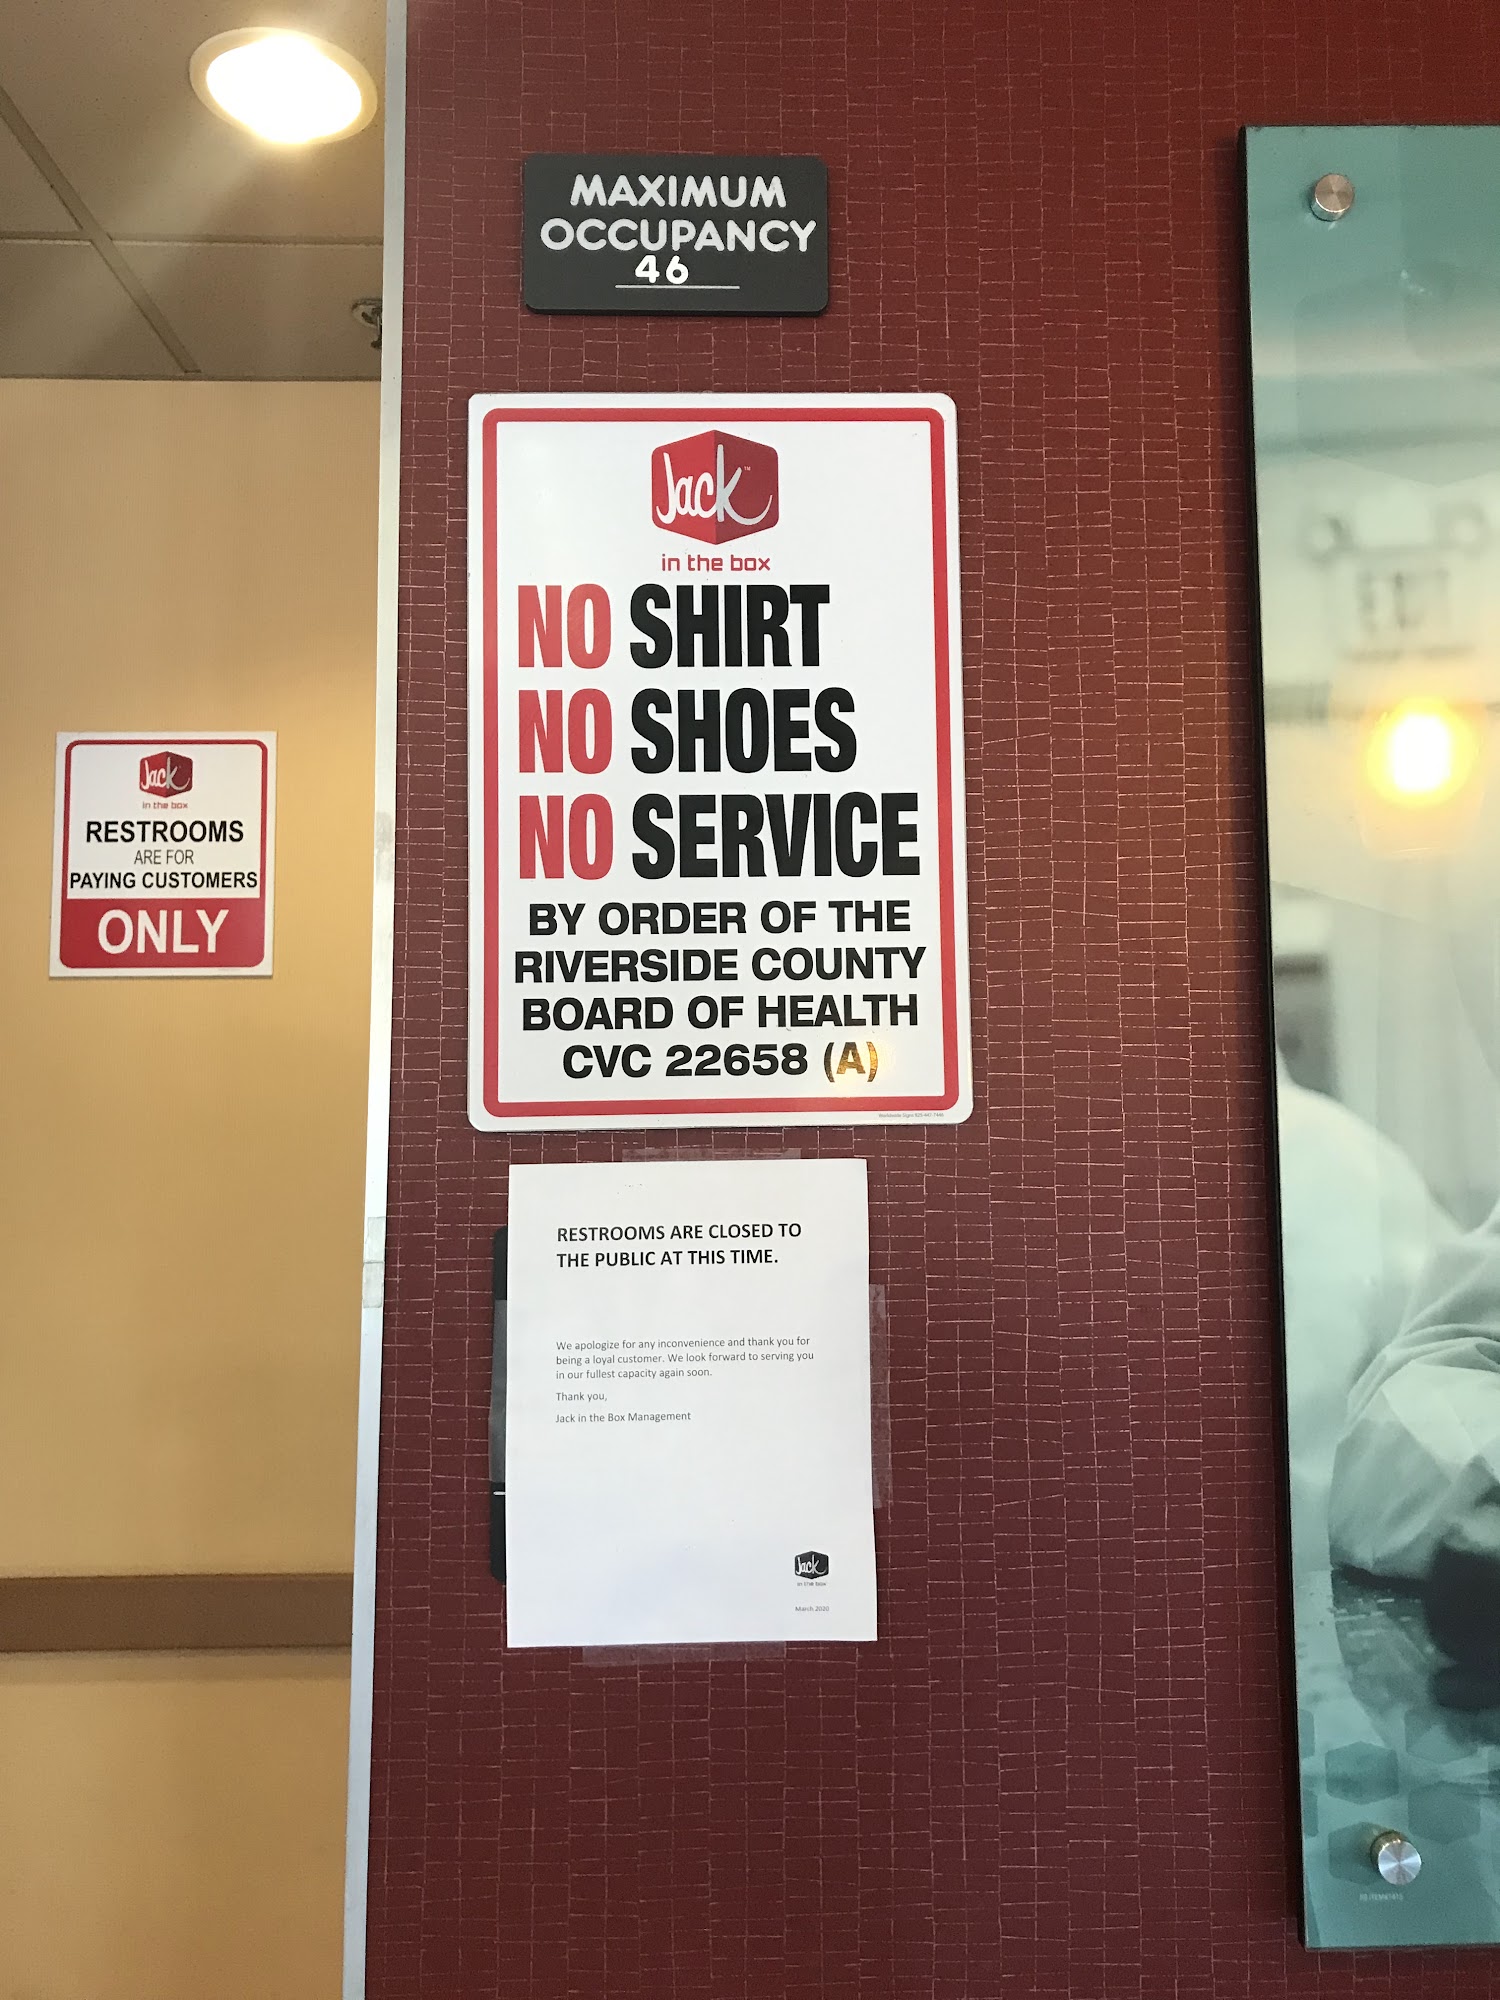 MAXIMUM
OCCUPANCY
46
Jack
in the box
NO SHIRT
NO SHOES
NO SERVICE
BY ORDER OF THE
RIVERSIDE COUNTY
BOARD OF HEALTH
CVC 22658 (A)
Jack
in the box
RESTROOMS
ARE FOR
PAYING CUSTOMERS
ONLY
RESTROOMS ARE CLOSED TO
THE PUBLIC AT THIS TIME.
We apologize for any inconvenience and thank you for
being a loyal customer. We look forward to serving you
in our fullest capacity again soon.
Thank you,
Jack in the Box Management
Jack
in the box
March 2020